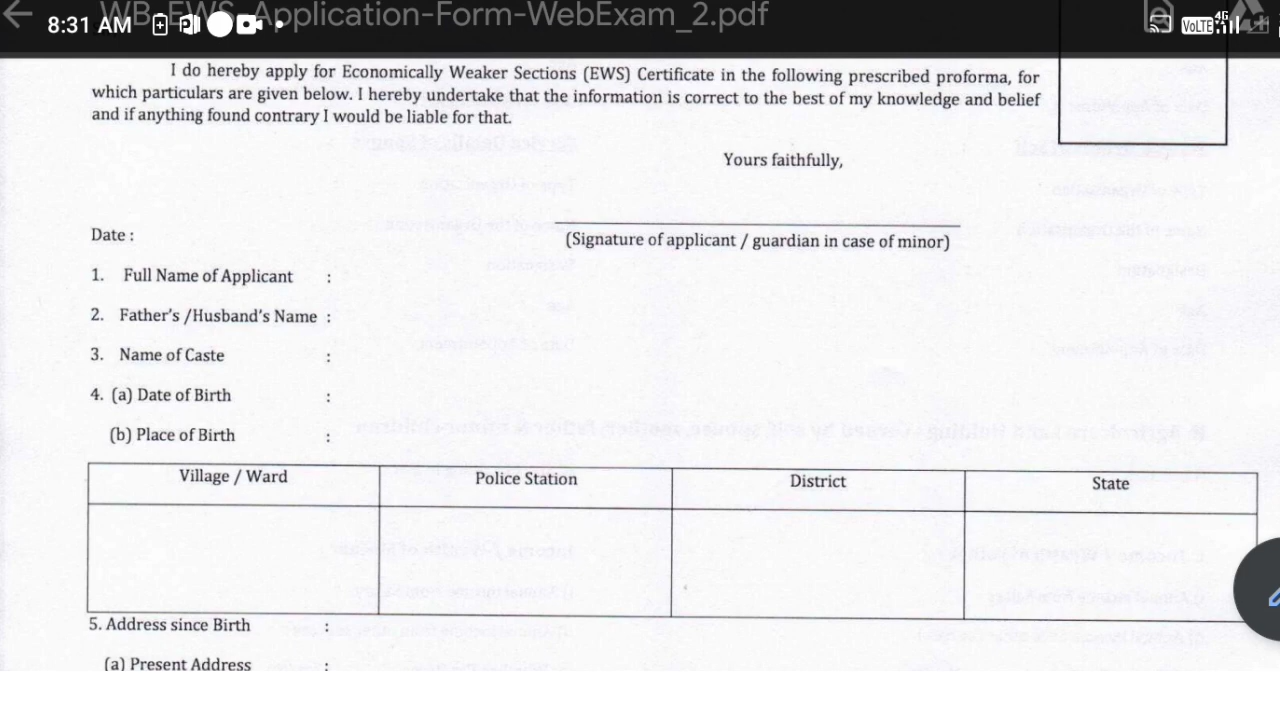 WB-EWS-Application-Form-WebExam_2.pdf
8:31 AM
VoLTE 4G
I do hereby apply for Economically Weaker Sections (EWS) Certificate in the following prescribed proforma, for
which particulars are given below. I hereby undertake that the information is correct to the best of my knowledge and belief
and if anything found contrary I would be liable for that.
Yours faithfully,
Date :
(Signature of applicant / guardian in case of minor)
1. Full Name of Applicant :
2. Father's /Husband's Name :
3. Name of Caste :
4. (a) Date of Birth :
(b) Place of Birth :
Village / Ward Police Station District State
5. Address since Birth :
(a) Present Address :